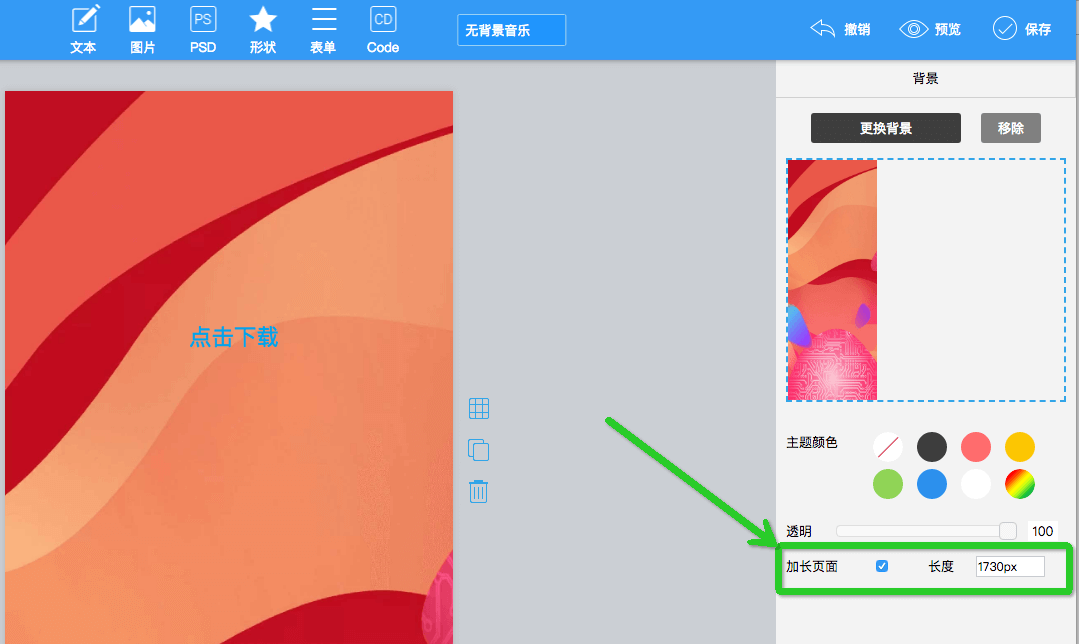 PS
CD
文本 图片 PSD 形状 表单 Code
无背景音乐
撤销 预览 保存
背景
更换背景 移除
点击下载
主题颜色
透明 100
加长页面 长度 1730px